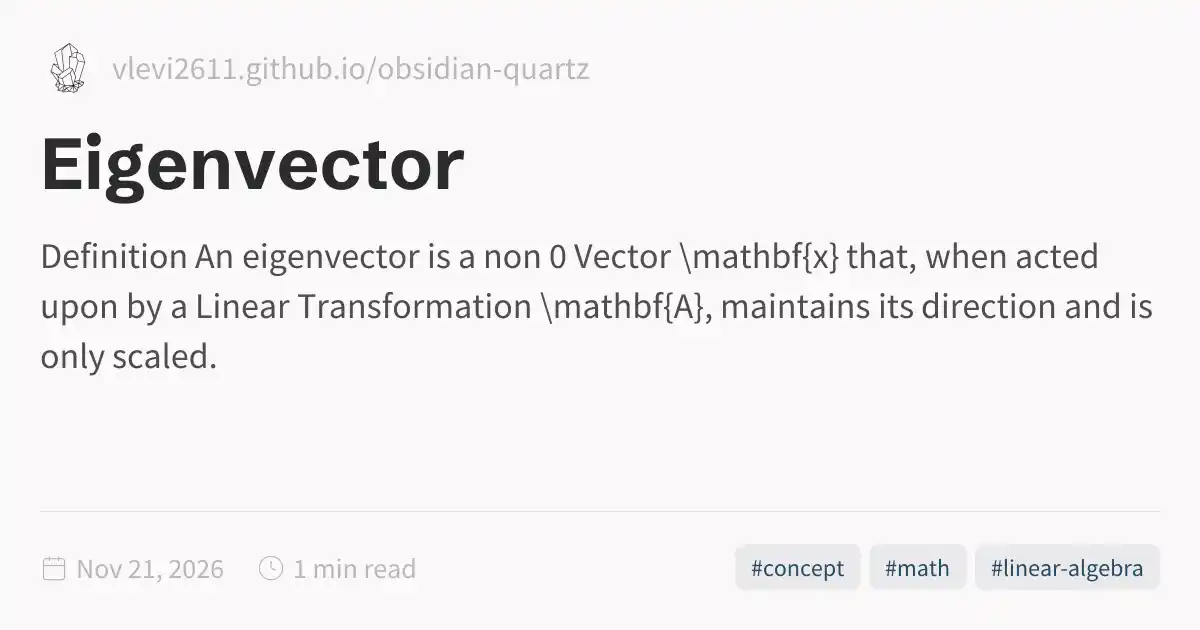 vlevi2611.github.io/obsidian-quartz
Eigenvector
Definition An eigenvector is a non 0 Vector \mathbf{x} that, when acted
upon by a Linear Transformation \mathbf{A}, maintains its direction and is
only scaled.
Nov 21, 2026 1 min read #concept #math #linear-algebra